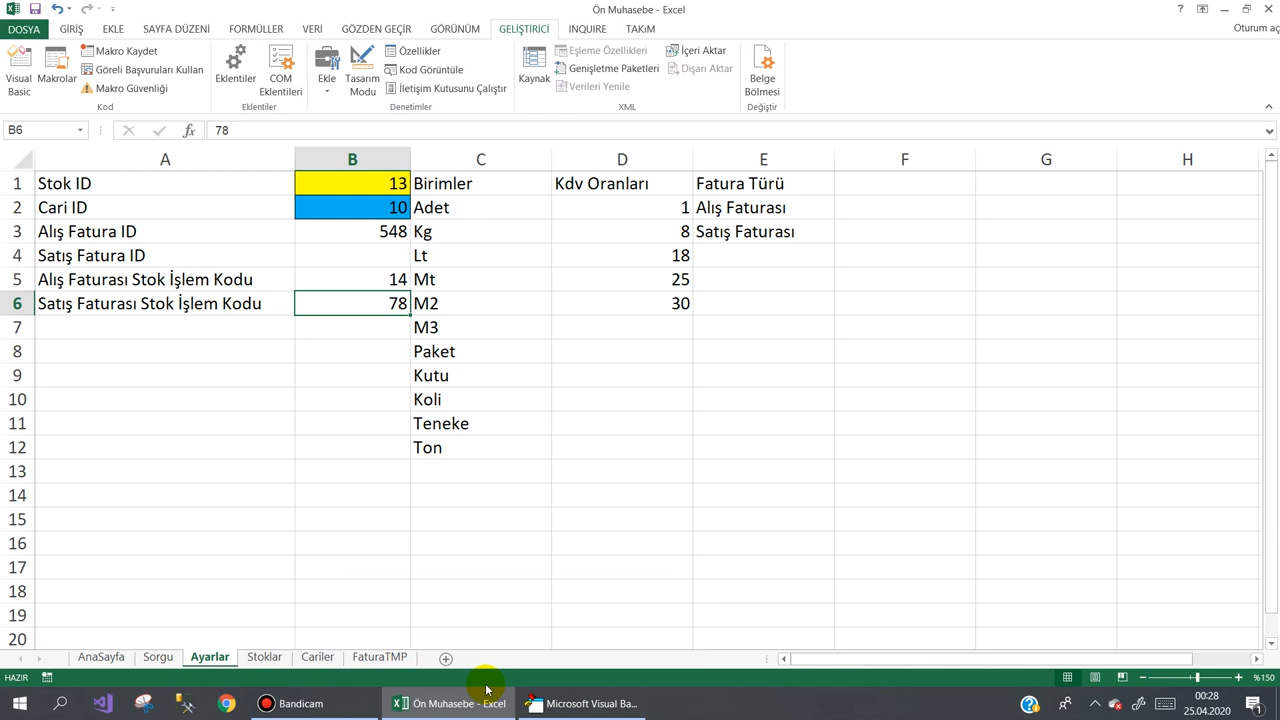 Ön Muhasebe - Excel
DOSYA GİRİŞ EKLE SAYFA DÜZENİ FORMÜLLER VERİ GÖZDEN GEÇİR GÖRÜNÜM GELİŞTİRİCİ INQUIRE TAKıM Oturum aç
Visual Basic
Makrolar
Makro Kaydet
Göreli Başvuruları Kullan
Makro Güvenliği
Kod
Eklentiler
COM Eklentileri
Eklentiler
Ekle
Tasarım Modu
Özellikler
Kod Görüntüle
İletişim Kutusunu Çalıştır
Denetimler
Kaynak
Eşleme Özellikleri
Genişletme Paketleri
Verileri Yenile
İçeri Aktar
Dışarı Aktar
XML
Belge Bölmesi
Değiştir
B6 fx 78
A B C D E F G H
1 Stok ID 13 Birimler Kdv Oranları Fatura Türü
2 Cari ID 10 Adet 1 Alış Faturası
3 Alış Fatura ID 548 Kg 8 Satış Faturası
4 Satış Fatura ID Lt 18
5 Alış Faturası Stok İşlem Kodu 14 Mt 25
6 Satış Faturası Stok İşlem Kodu 78 M2 30
7 M3
8 Paket
9 Kutu
10 Koli
11 Teneke
12 Ton
13
14
15
16
17
18
19
20
AnaSayfa Sorgu Ayarlar Stoklar Cariler FaturaTMP
HAZIR %150
Bandicam Ön Muhasebe - Excel Microsoft Visual Ba... 00:28
25.04.2020 1